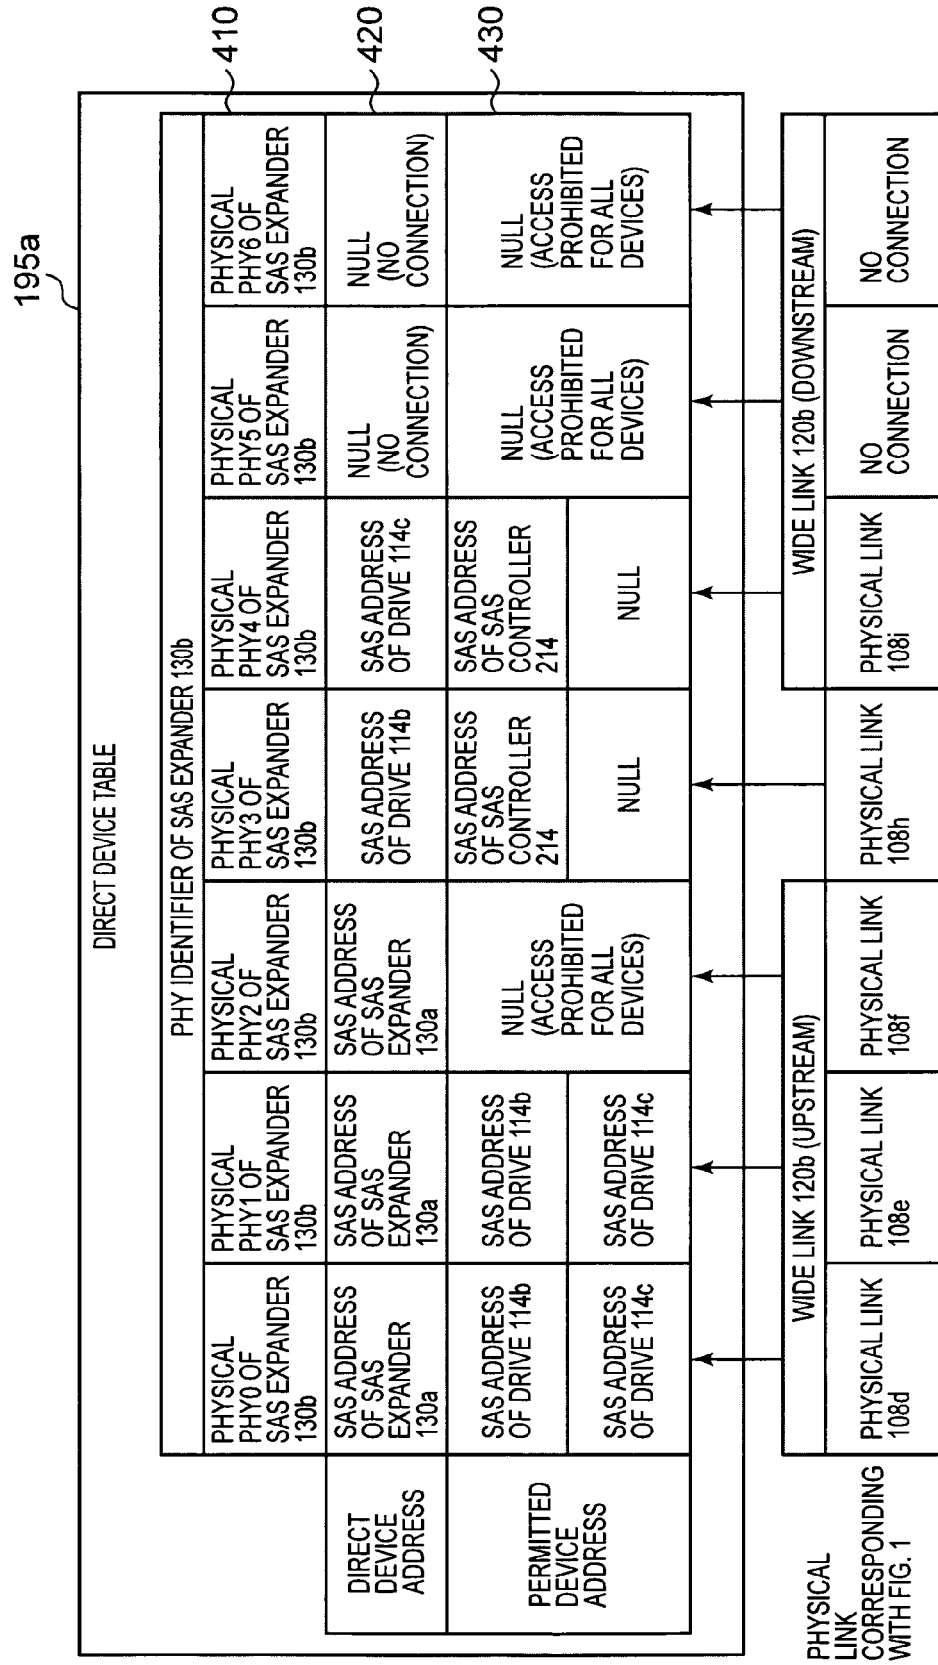 195a
DIRECT DEVICE TABLE
PHY IDENTIFIER OF SAS EXPANDER 130b
410
PHYSICAL
PHY0 OF
SAS EXPANDER
130b
PHYSICAL
PHY1 OF
SAS EXPANDER
130b
PHYSICAL
PHY2 OF
SAS EXPANDER
130b
PHYSICAL
PHY3 OF
SAS EXPANDER
130b
PHYSICAL
PHY4 OF
SAS EXPANDER
130b
PHYSICAL
PHY5 OF
SAS EXPANDER
130b
PHYSICAL
PHY6 OF
SAS EXPANDER
130b
420
DIRECT
DEVICE
ADDRESS
SAS ADDRESS
OF SAS
EXPANDER
130a
SAS ADDRESS
OF SAS
EXPANDER
130a
SAS ADDRESS
OF SAS
EXPANDER
130a
SAS ADDRESS
OF DRIVE 114b
SAS ADDRESS
OF DRIVE 114c
NULL
(NO
CONNECTION)
NULL
(NO
CONNECTION)
430
PERMITTED
DEVICE
ADDRESS
SAS ADDRESS
OF DRIVE 114b
SAS ADDRESS
OF DRIVE 114b
NULL
(ACCESS
PROHIBITED
FOR ALL
DEVICES)
SAS ADDRESS
OF SAS
CONTROLLER
214
SAS ADDRESS
OF SAS
CONTROLLER
214
NULL
(ACCESS
PROHIBITED
FOR ALL
DEVICES)
NULL
(ACCESS
PROHIBITED
FOR ALL
DEVICES)
SAS ADDRESS
OF DRIVE 114c
SAS ADDRESS
OF DRIVE 114c
NULL
NULL
WIDE LINK 120b (UPSTREAM)
WIDE LINK 120b (DOWNSTREAM)
PHYSICAL
LINK
CORRESPONDING
WITH FIG. 1
PHYSICAL LINK
108d
PHYSICAL LINK
108e
PHYSICAL LINK
108f
PHYSICAL LINK
108h
PHYSICAL LINK
108i
NO
CONNECTION
NO
CONNECTION